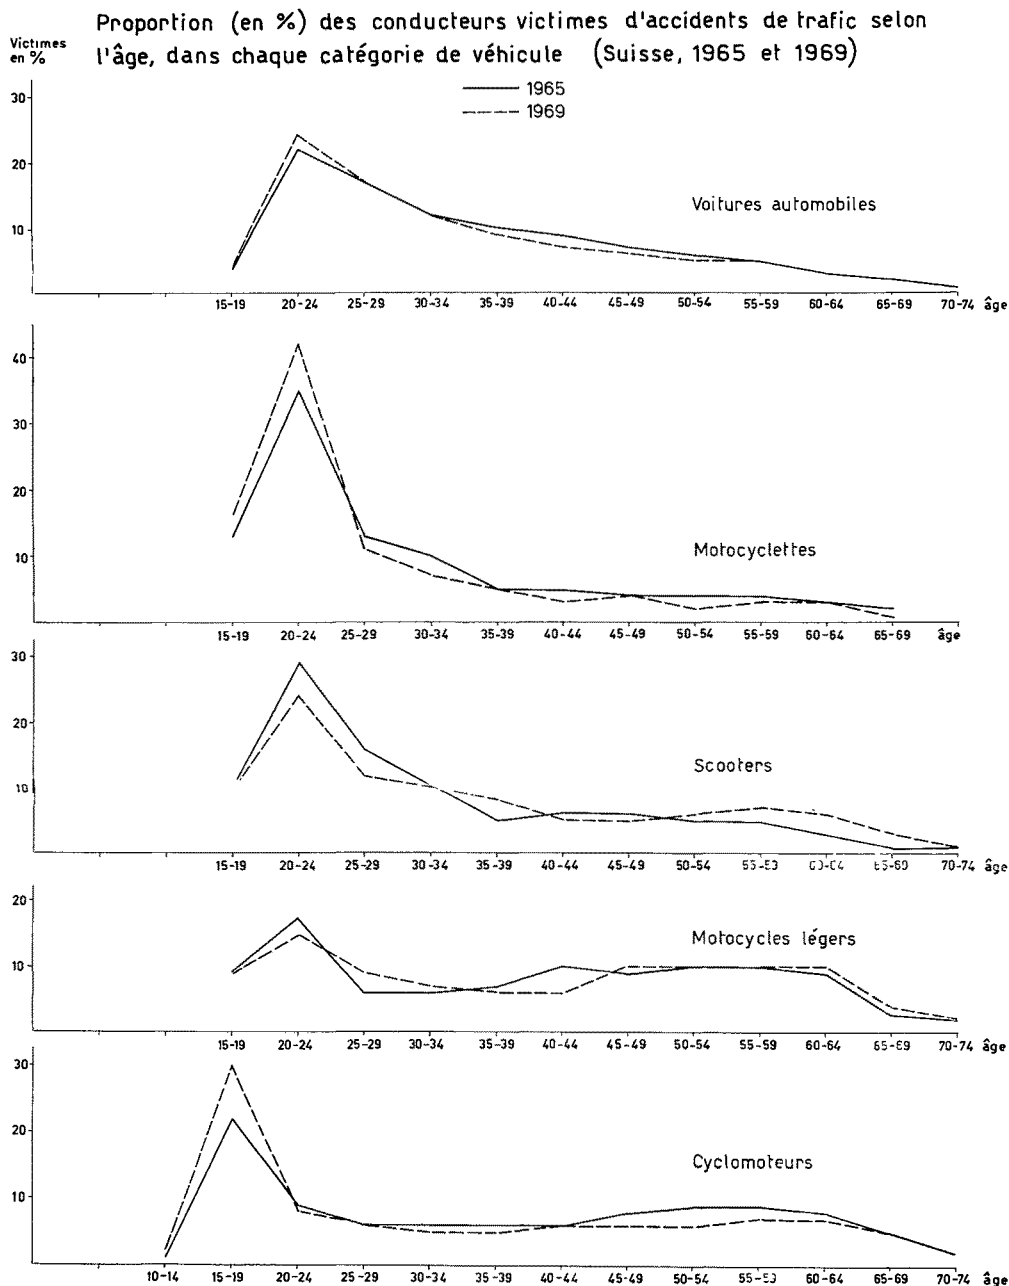 Proportion (en %) des conducteurs victimes d'accidents de trafic selon
l'âge, dans chaque catégorie de véhicule (Suisse, 1965 et 1969)
Victimes
en %
1965
1969
30
20
10
Voitures automobiles
15-19 20-24 25-29 30-34 35-39 40-44 45-49 50-54 55-59 60-64 65-69 70-74 âge
40
30
20
10
Motocyclettes
15-19 20-24 25-29 30-34 35-39 40-44 45-49 50-54 55-59 60-64 65-69 âge
30
20
10
Scooters
15-19 20-24 25-29 30-34 35-39 40-44 45-49 50-54 70-74 âge
20
10
Motocycles légers
15-19 20-24 25-29 30-34 35-39 40-44 45-49 50-54 55-59 60-64 65-69 70-74 âge
30
20
10
Cyclomoteurs
10-14 15-19 20-24 25-29 30-34 35-39 40-44 45-49 50-54 60-64 65-69 70-74 âge